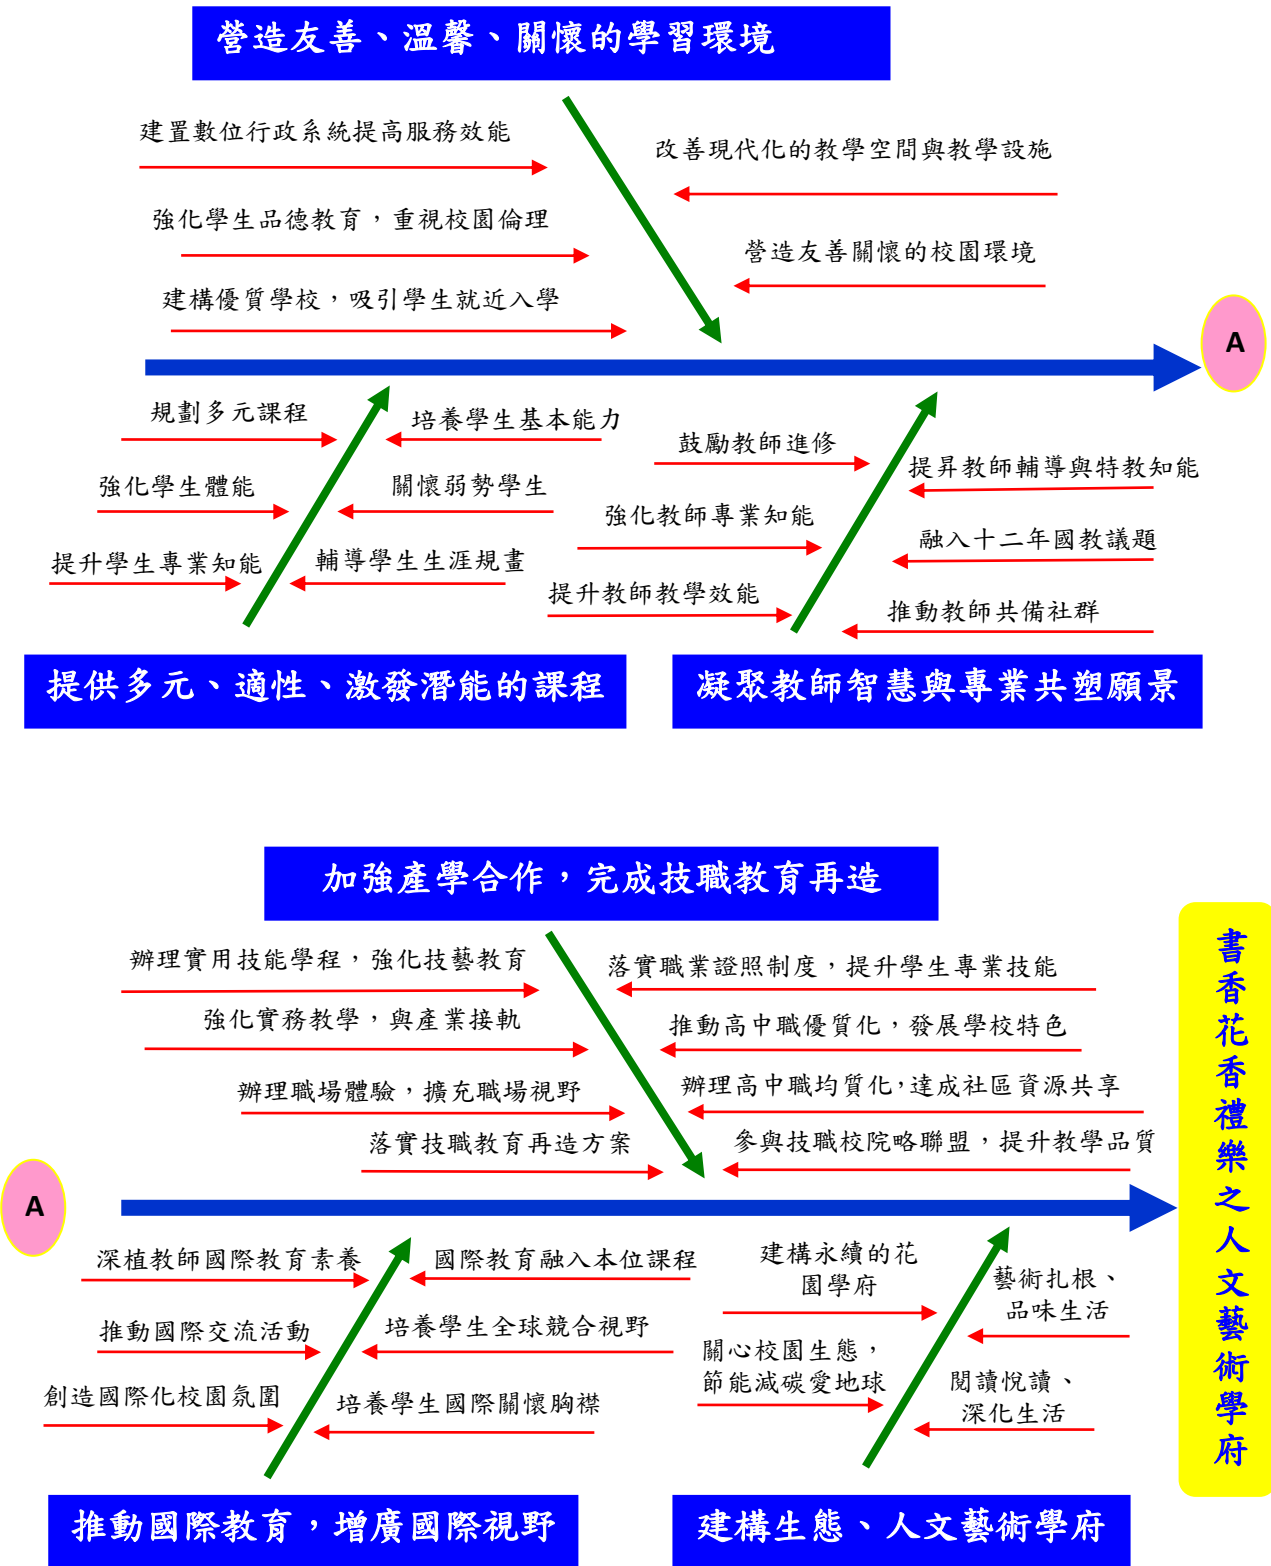 營造友善、溫馨、關懷的學習環境
建置數位行政系統提高服務效能
改善現代化的教學空間與教學設施
強化學生品德教育，重視校園倫理
營造友善關懷的校園環境
建構優質學校，吸引學生就近入學
A
規劃多元課程
培養學生基本能力
鼓勵教師進修
提昇教師輔導與特教知能
強化學生體能
關懷弱勢學生
強化教師專業知能
融入十二年國教議題
提升學生專業知能
輔導學生生涯規畫
提升教師教學效能
推動教師共備社群
提供多元、適性、激發潛能的課程
凝聚教師智慧與專業共塑願景
加強產學合作，完成技職教育再造
辦理實用技能學程，強化技藝教育
落實職業證照制度，提升學生專業技能
強化實務教學，與產業接軌
推動高中職優質化，發展學校特色
辦理職場體驗，擴充職場視野
辦理高中職均質化，達成社區資源共享
落實技職教育再造方案
參與技職校院略聯盟，提升教學品質
A
書香花香禮樂之人文藝術學府
深植教師國際教育素養
國際教育融入本位課程
建構永續的花
園學府
藝術扎根、
品味生活
推動國際交流活動
培養學生全球競合視野
關心校園生態，
節能減碳愛地球
閱讀悅讀、
深化生活
創造國際化校園氛圍
培養學生國際關懷胸襟
推動國際教育，增廣國際視野
建構生態、人文藝術學府